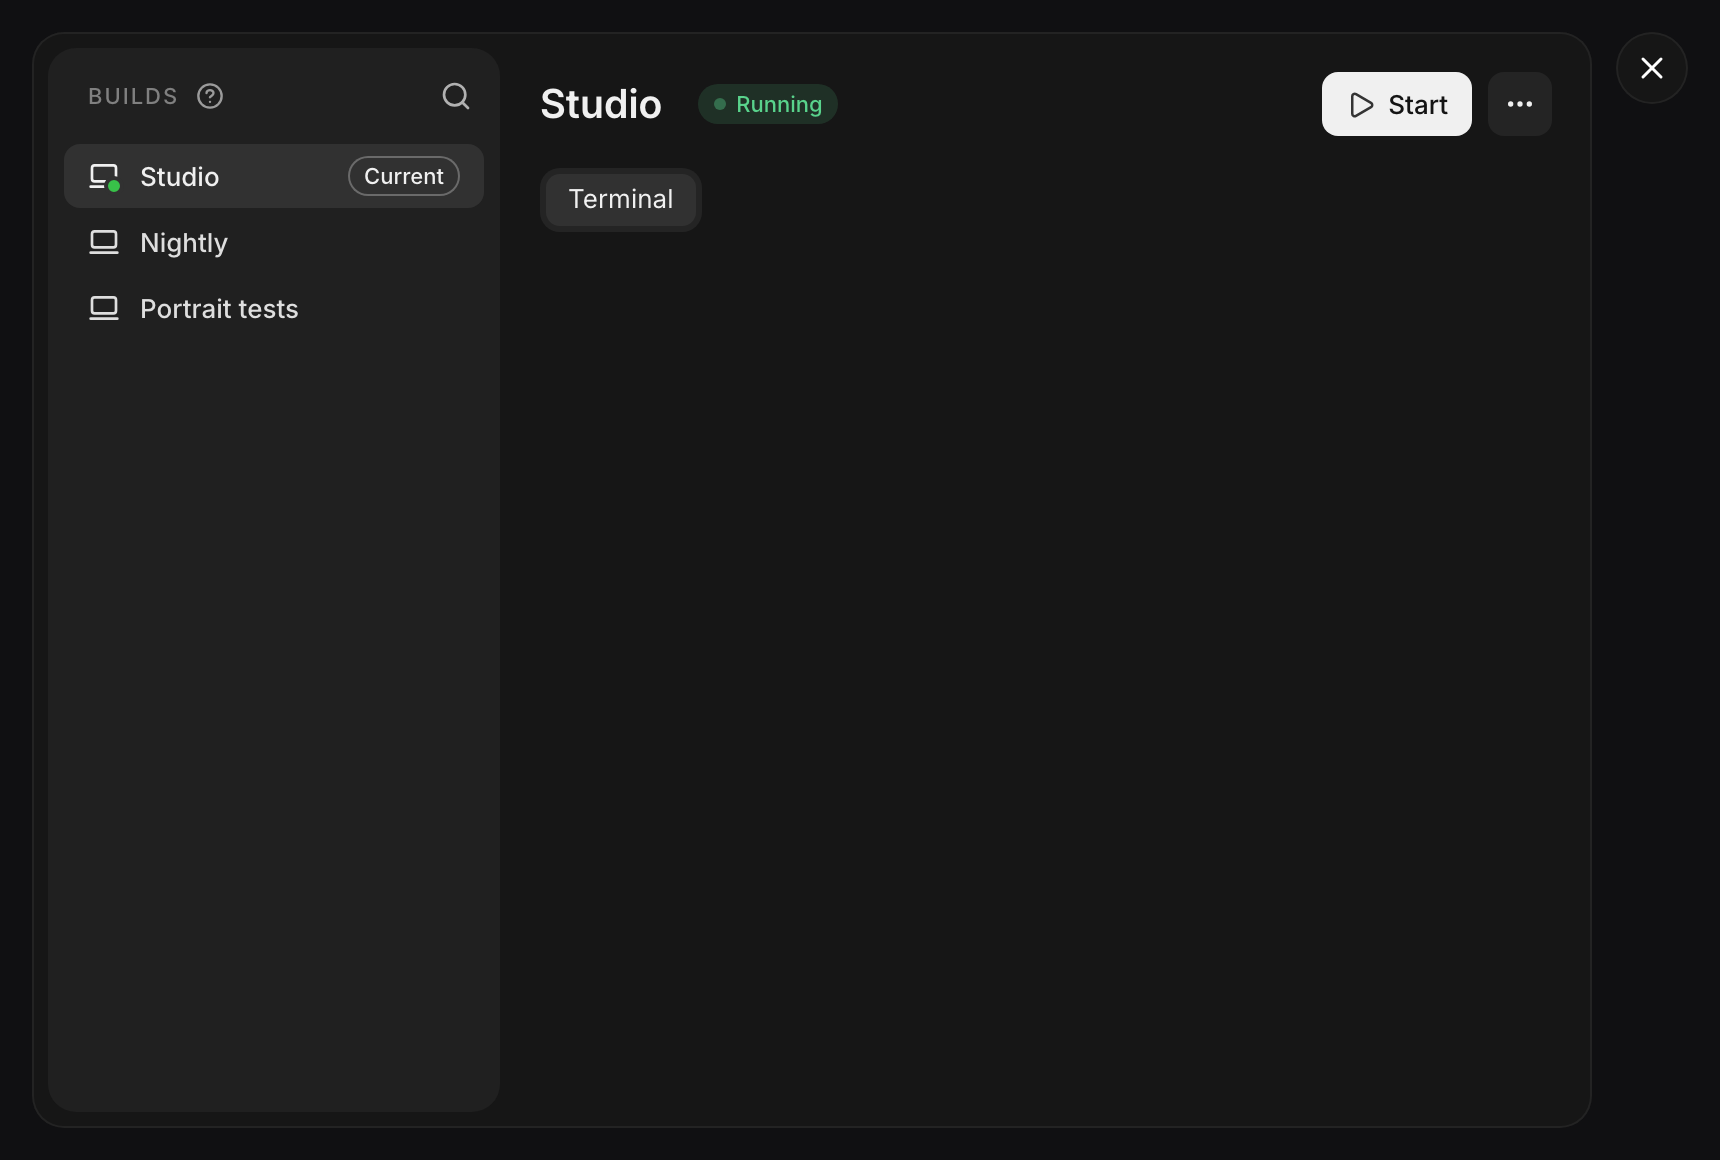 BUILDS
Studio Current
Nightly
Portrait tests
Studio Running
Start
Terminal